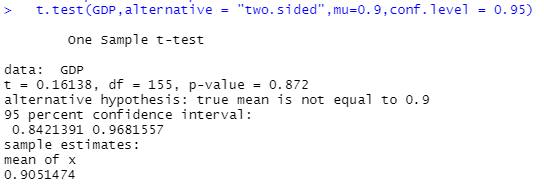 > t.test(GDP,alternative = "two.sided",mu=0.9,conf.level = 0.95)
One Sample t-test
data: GDP
t = 0.16138, df = 155, p-value = 0.872
alternative hypothesis: true mean is not equal to 0.9
95 percent confidence interval:
0.8421391 0.9681557
sample estimates:
mean of x
0.9051474